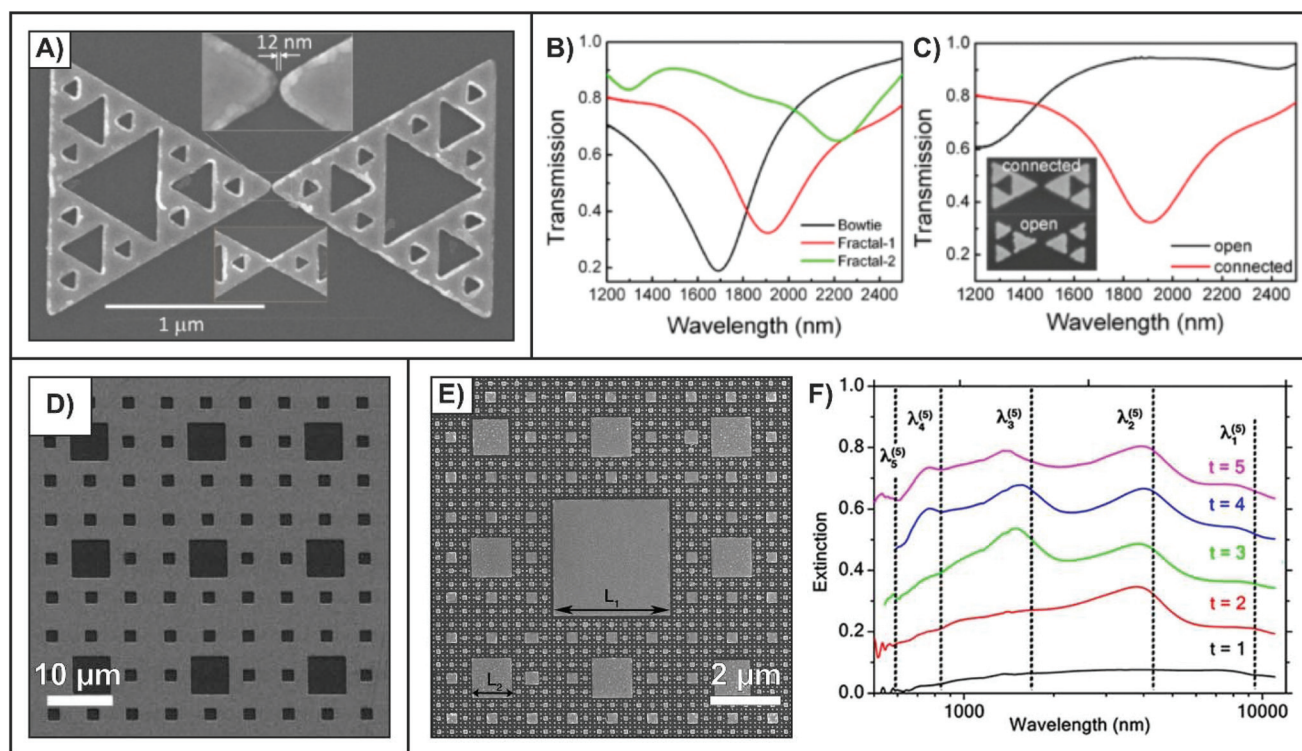 A)
12 nm
1 µm
B)
Transmission
1.0
0.8
0.6
0.4
0.2
Bowtie
Fractal-1
Fractal-2
1200 1400 1600 1800 2000 2200 2400
Wavelength (nm)
C)
Transmission
1.0
0.8
0.6
0.4
0.2
connected
open
open
connected
1200 1400 1600 1800 2000 2200 2400
Wavelength (nm)
D)
10 µm
E)
L₁
L₂
2 µm
F)
Extinction
1.0
0.8
0.6
0.4
0.2
0.0
λ₅⁽⁵⁾
λ₄⁽⁵⁾
λ₃⁽⁵⁾
λ₂⁽⁵⁾
λ₁⁽⁵⁾
t = 5
t = 4
t = 3
t = 2
t = 1
1000 10000
Wavelength (nm)